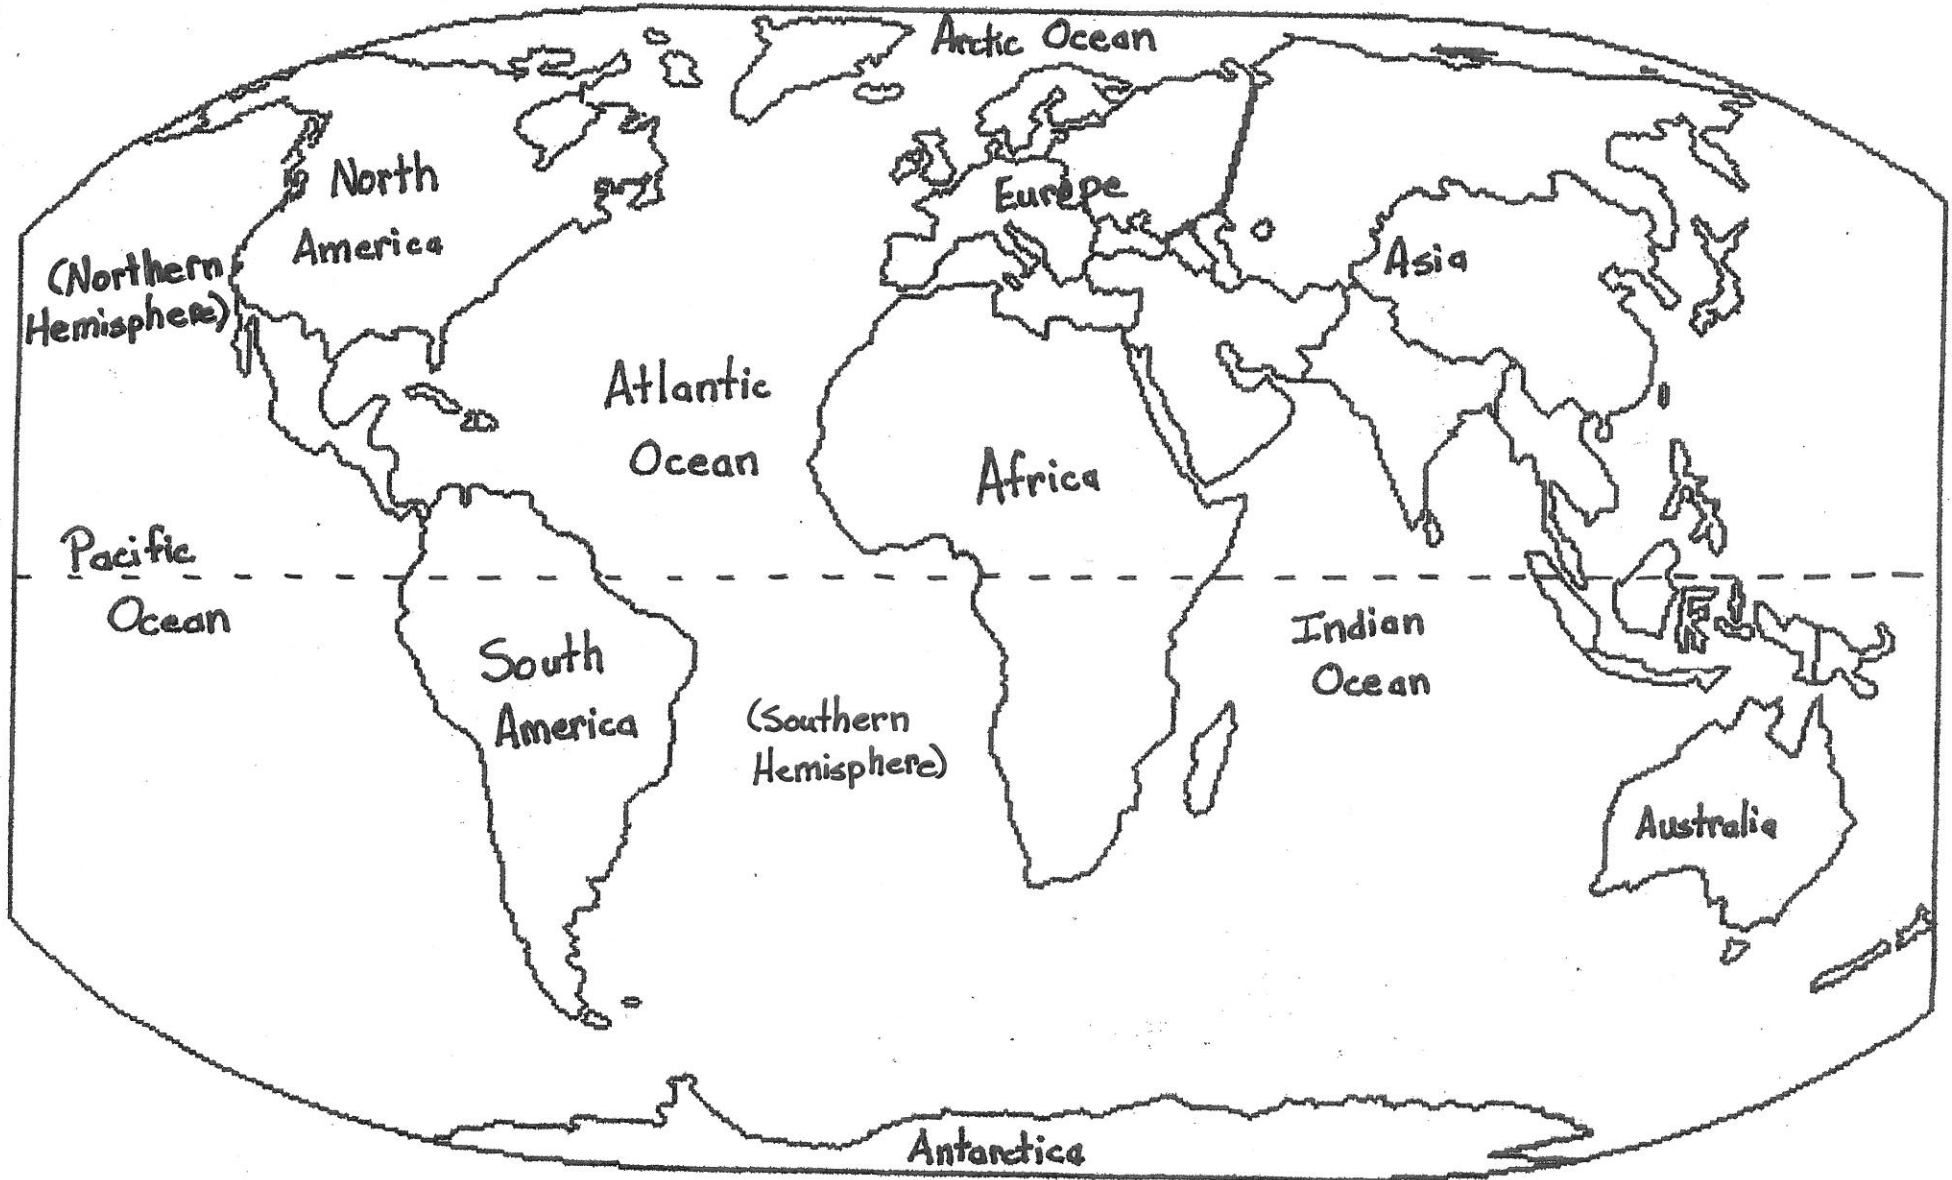 Arctic Ocean
North
America
Europe
Asia
(Northern
Hemisphere)
Atlantic
Ocean
Africa
Pacific
Ocean
Indian
Ocean
South
America
(Southern
Hemisphere)
Australia
Antarctica